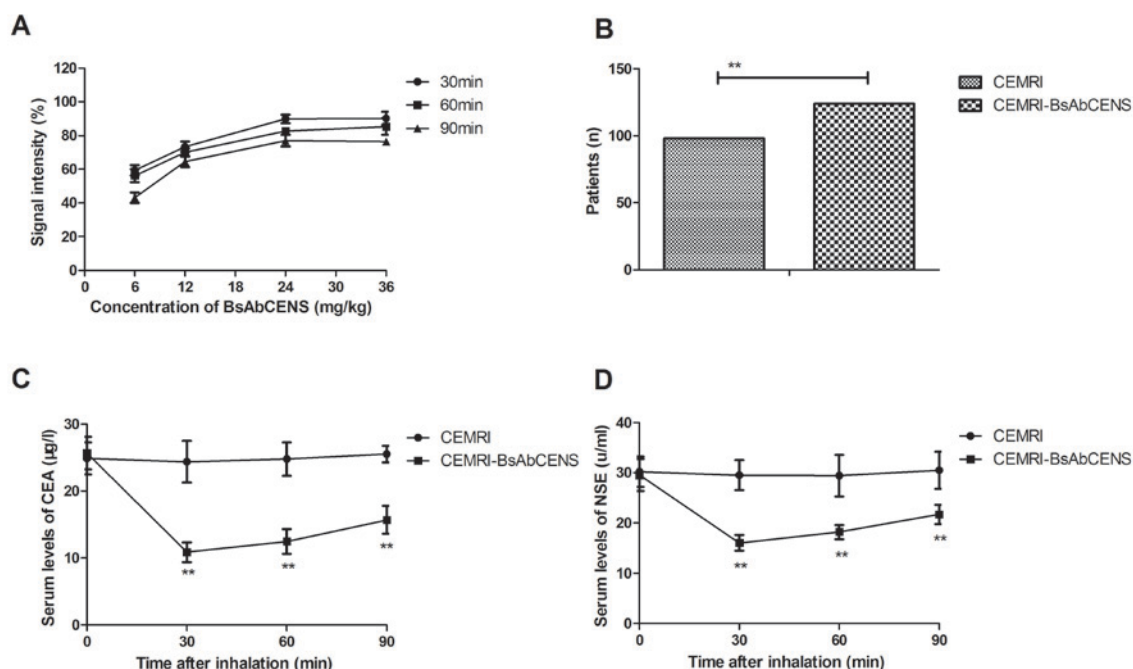 A
Signal intensity (%)
120
100
80
60
40
20
0
0 6 12 18 24 30 36
Concentration of BsAbCENS (mg/kg)
30min
60min
90min
B
Patients (n)
150
100
50
0
**
CEMRI
CEMRI-BsAbCENS
C
Serum levels of CEA (μg/l)
30
20
10
0
** ** **
0 30 60 90
Time after inhalation (min)
CEMRI
CEMRI-BsAbCENS
D
Serum levels of NSE (u/ml)
40
30
20
10
0
** ** **
0 30 60 90
Time after inhalation (min)
CEMRI
CEMRI-BsAbCENS